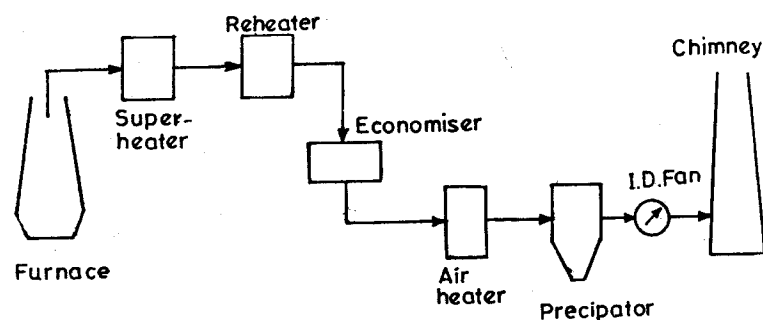 Reheater
Chimney
Super-
heater
Economiser
I.D.Fan
Furnace
Air
heater
Precipator